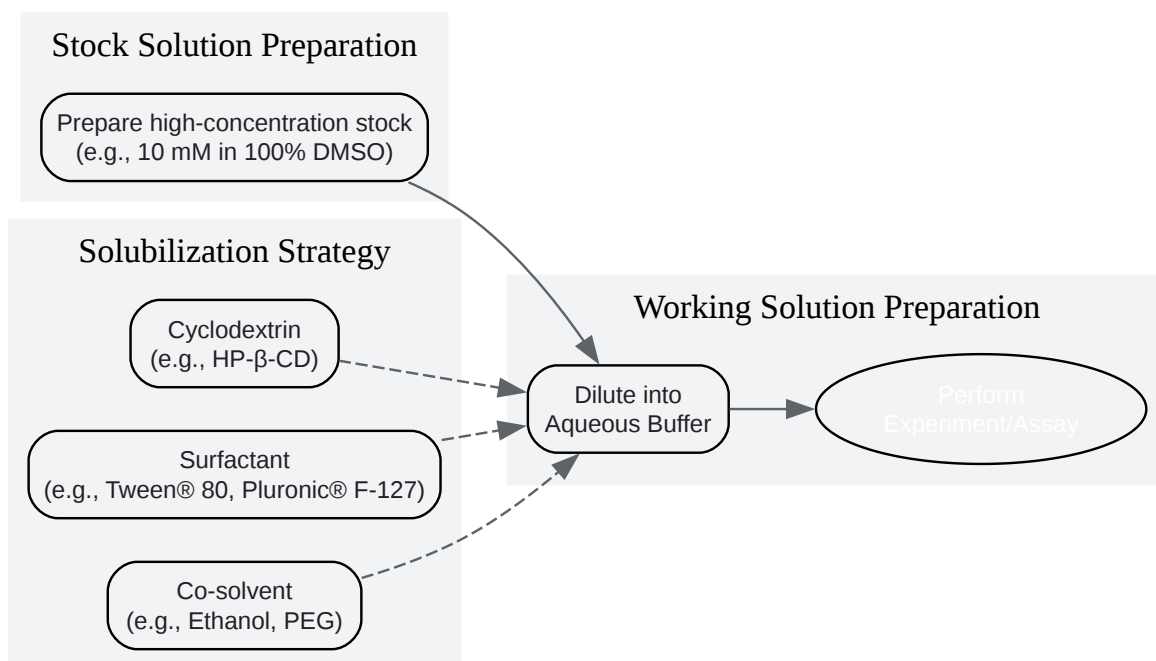 Stock Solution Preparation
Prepare high-concentration stock
(e.g., 10 mM in 100% DMSO)
Solubilization Strategy
Cyclodextrin
(e.g., HP-β-CD)
Surfactant
(e.g., Tween® 80, Pluronic® F-127)
Co-solvent
(e.g., Ethanol, PEG)
Working Solution Preparation
Dilute into
Aqueous Buffer
Perform
Experiment/Assay